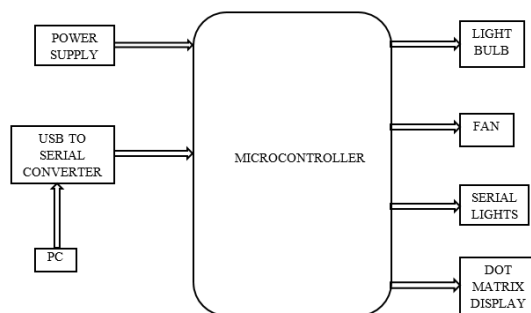 POWER
SUPPLY
USB TO
SERIAL
CONVERTER
PC
MICROCONTROLLER
LIGHT
BULB
FAN
SERIAL
LIGHTS
DOT
MATRIX
DISPLAY